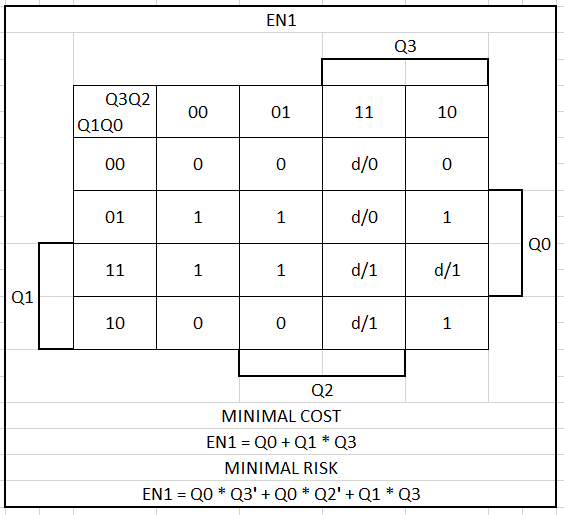 EN1
Q3
Q3Q2
Q1Q0 00 01 11 10
00 0 0 d/0 0
01 1 1 d/0 1
Q0
11 1 1 d/1 d/1
Q1
10 0 0 d/1 1
Q2
MINIMAL COST
EN1 = Q0 + Q1 * Q3
MINIMAL RISK
EN1 = Q0 * Q3' + Q0 * Q2' + Q1 * Q3